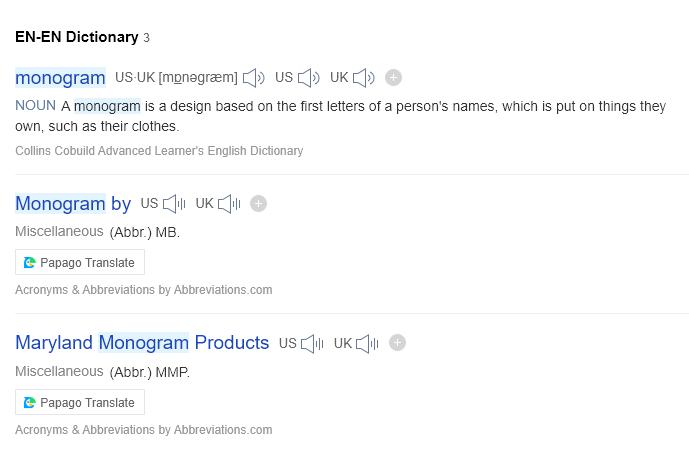 EN-EN Dictionary 3
monogram US·UK [mɒnəgræm] US UK
NOUN A monogram is a design based on the first letters of a person's names, which is put on things they
own, such as their clothes.
Collins Cobuild Advanced Learner's English Dictionary
Monogram by US UK
Miscellaneous (Abbr.) MB.
Papago Translate
Acronyms & Abbreviations by Abbreviations.com
Maryland Monogram Products US UK
Miscellaneous (Abbr.) MMP.
Papago Translate
Acronyms & Abbreviations by Abbreviations.com